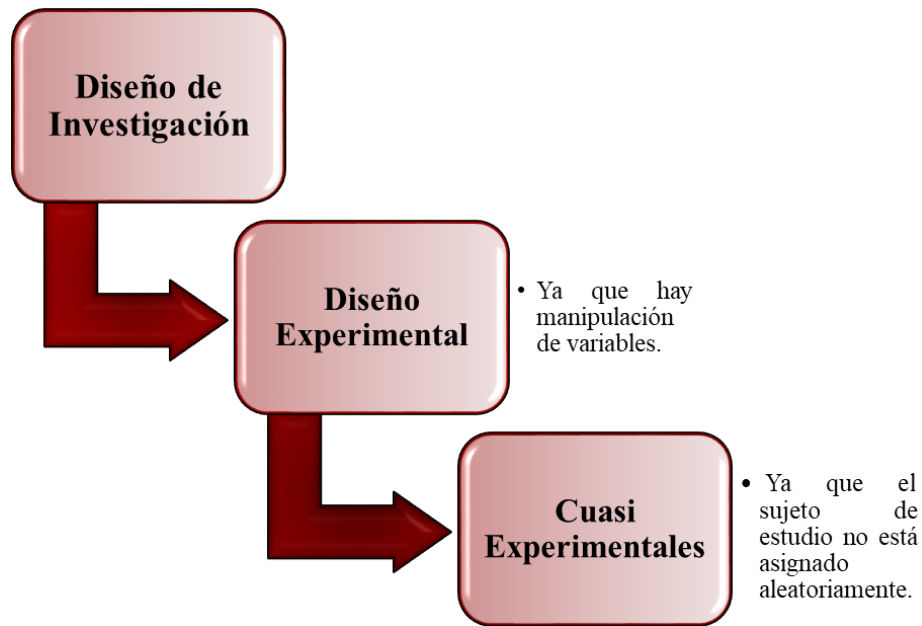 Diseño de
Investigación
Diseño
Experimental
• Ya que hay
manipulación
de variables.
Cuasi
Experimentales
• Ya que el
sujeto de
estudio no está
asignado
aleatoriamente.